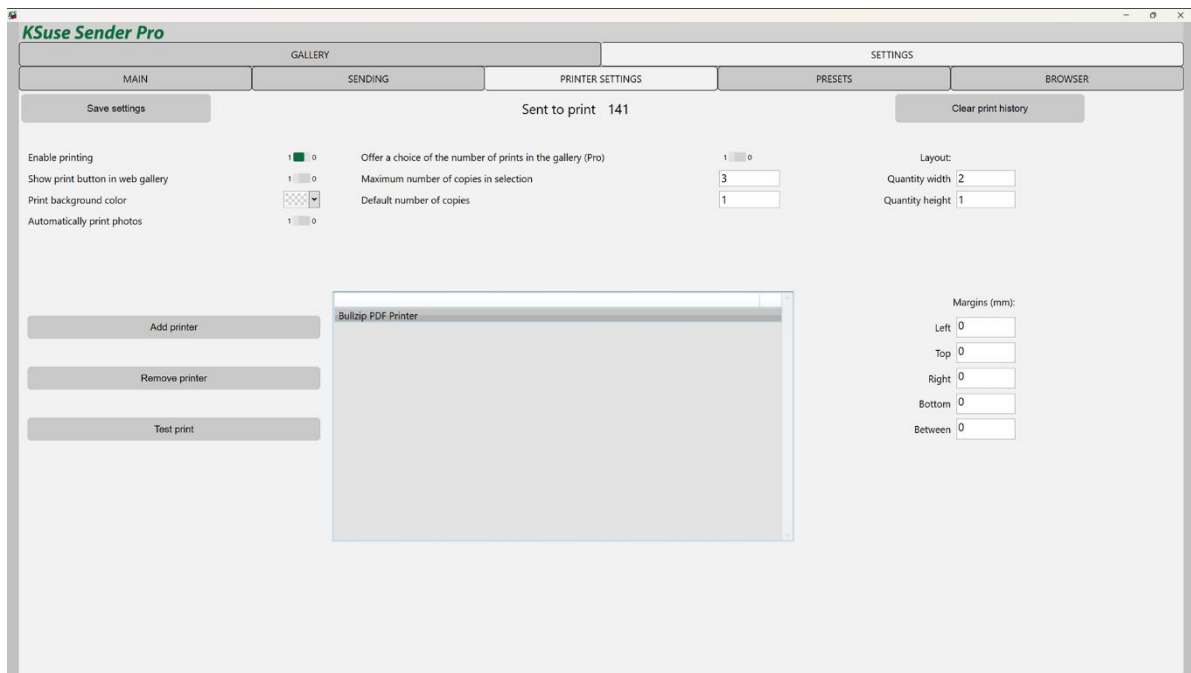 KSuse Sender Pro
GALLERY SETTINGS
MAIN SENDING PRINTER SETTINGS PRESETS BROWSER
Save settings Sent to print 141 Clear print history
Enable printing 1 0 Offer a choice of the number of prints in the gallery (Pro) 1 0 Layout:
Show print button in web gallery 1 0 Maximum number of copies in selection 3 Quantity width 2
Print background color Default number of copies 1 Quantity height 1
Automatically print photos 1 0
Margins (mm):
Bullzip PDF Printer
Add printer Left 0
Top 0
Remove printer Right 0
Bottom 0
Test print Between 0